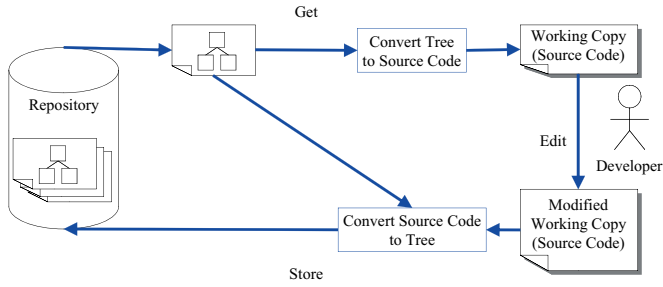 Get
Convert Tree
to Source Code
Working Copy
(Source Code)
Repository
Edit
Developer
Convert Source Code
to Tree
Modified
Working Copy
(Source Code)
Store